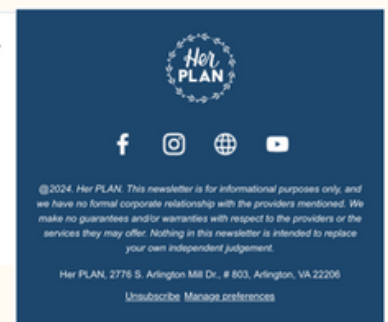 Her
PLAN
@2024. Her PLAN. This newsletter is for informational purposes only, and
we have no formal corporate relationship with the providers mentioned. We
make no guarantees and/or warranties with respect to the providers or the
services they may offer. Nothing in this newsletter is intended to replace
your own independent judgement.
Her PLAN, 2776 S. Arlington Mill Dr., # 803, Arlington, VA 22206
Unsubscribe Manage preferences